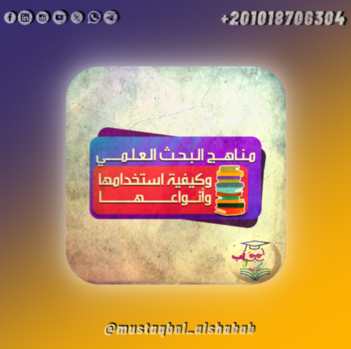 +201018706304
مناهج البحث العلمي
وكيفية استخدامها
وأنواعها
@mustaqbal_alshabab